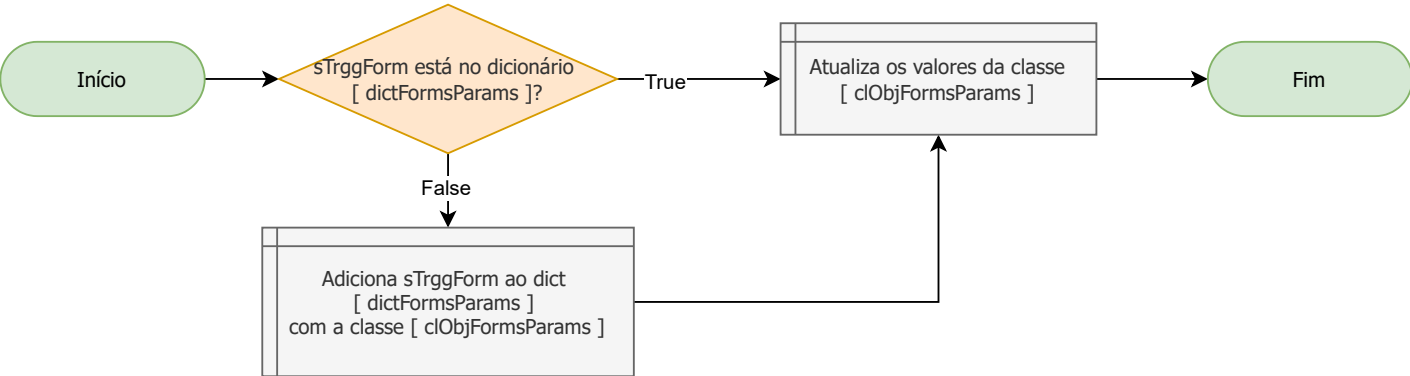 Início
sTrggForm está no dicionário
[ dictFormsParams ]?
True
Atualiza os valores da classe
[ clObjFormsParams ]
Fim
False
Adiciona sTrggForm ao dict
[ dictFormsParams ]
com a classe [ clObjFormsParams ]